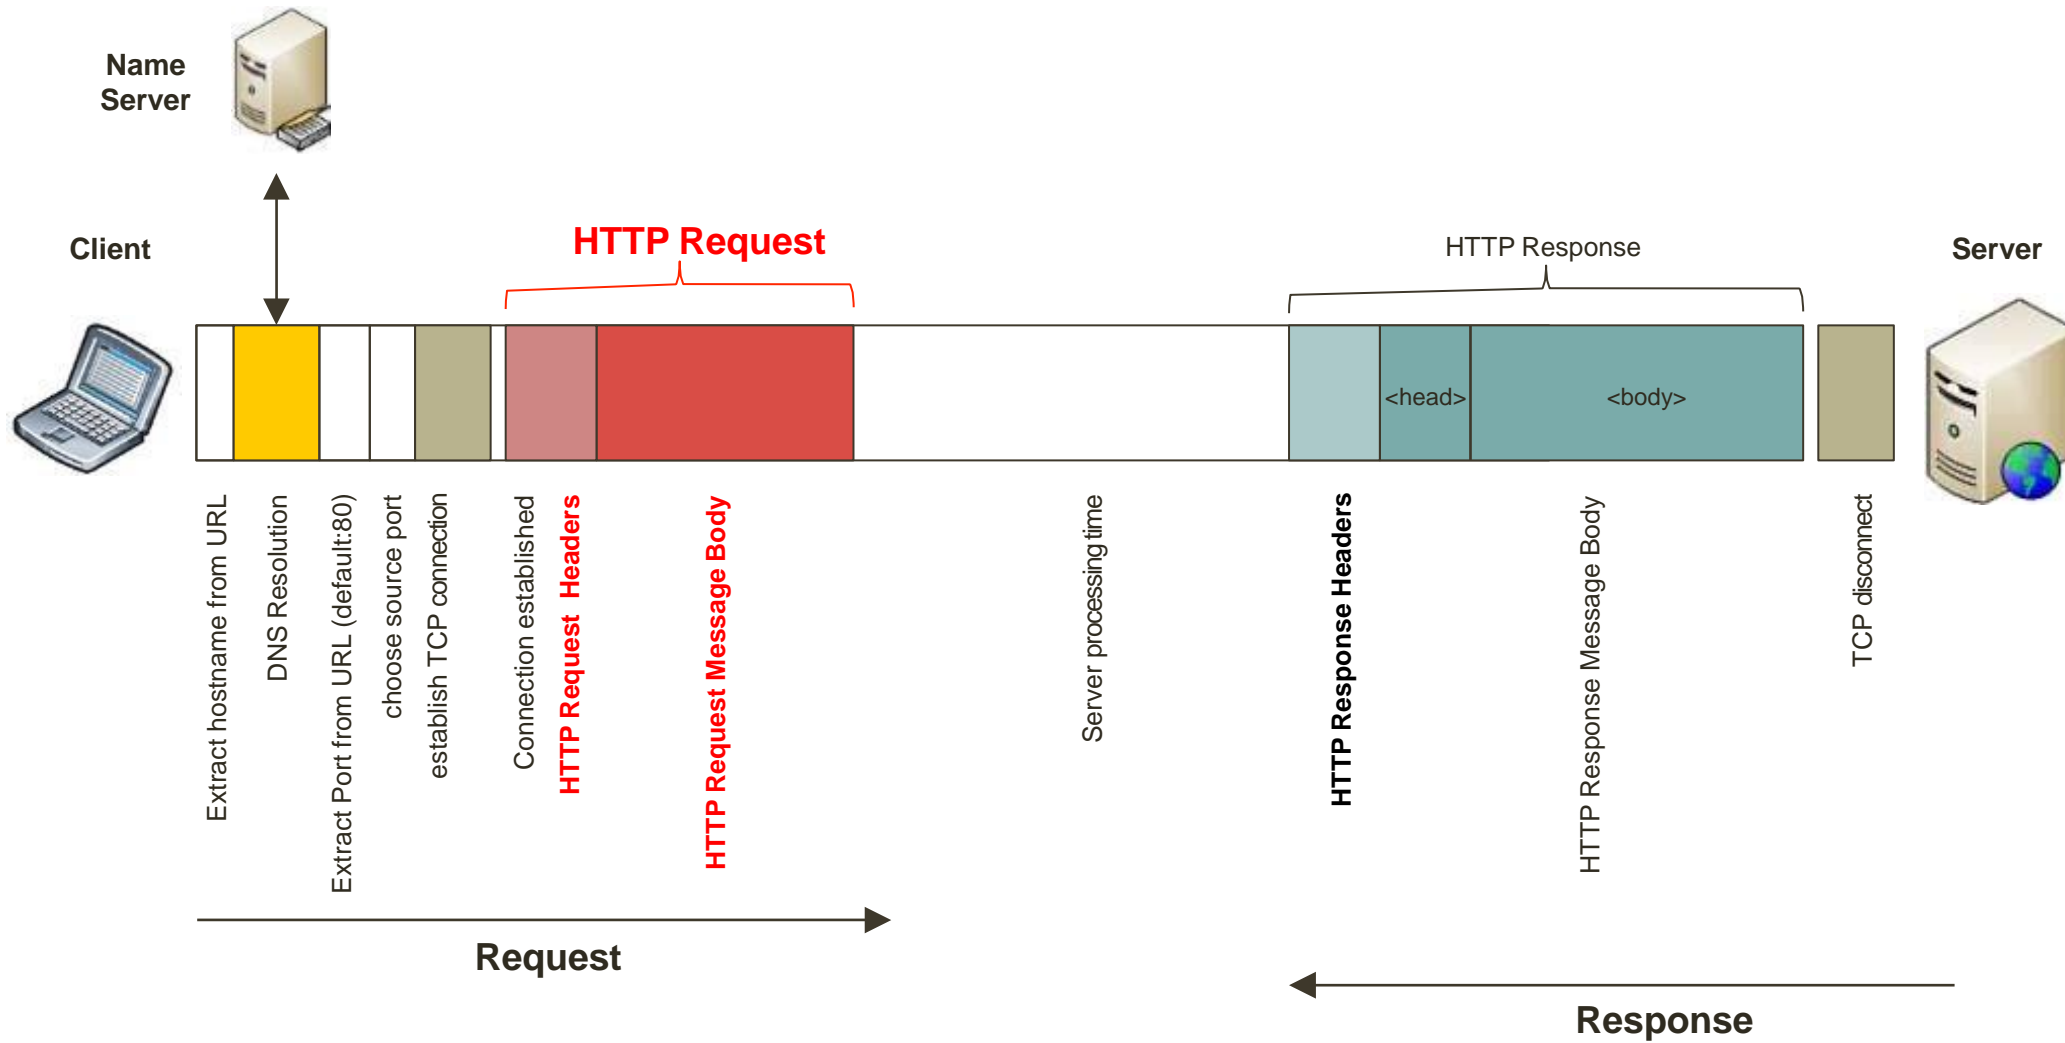 Name
Server
Client
HTTP Request
HTTP Response
Server
<head>
<body>
Extract hostname from URL
DNS Resolution
Extract Port from URL (default:80)
choose source port
establish TCP connection
Connection established
HTTP Request Headers
HTTP Request Message Body
Server processing time
HTTP Response Headers
HTTP Response Message Body
TCP disconnect
Request
Response